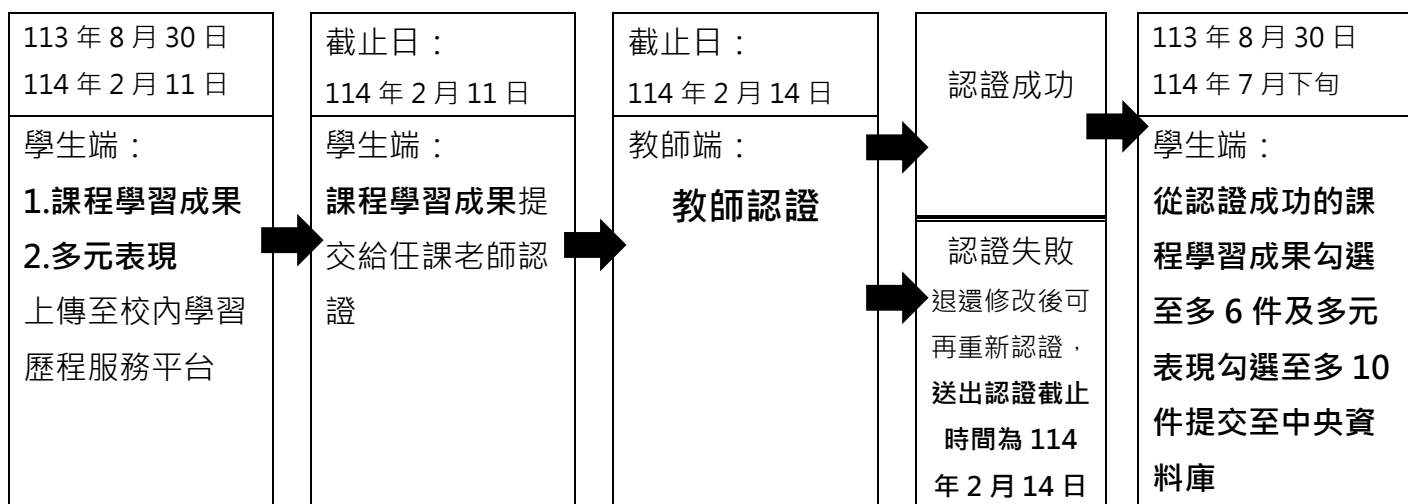 113 年 8 月 30 日
114 年 2 月 11 日
學生端：
1.課程學習成果
2.多元表現
上傳至校內學習
歷程服務平台
截止日：
114 年 2 月 11 日
學生端：
課程學習成果提
交給任課老師認
證
截止日：
114 年 2 月 14 日
教師端：
教師認證
認證成功
認證失敗
退還修改後可
再重新認證，
送出認證截止
時間為 114
年 2 月 14 日
113 年 8 月 30 日
114 年 7 月下旬
學生端：
從認證成功的課
程學習成果勾選
至多 6 件及多元
表現勾選至多 10
件提交至中央資
料庫